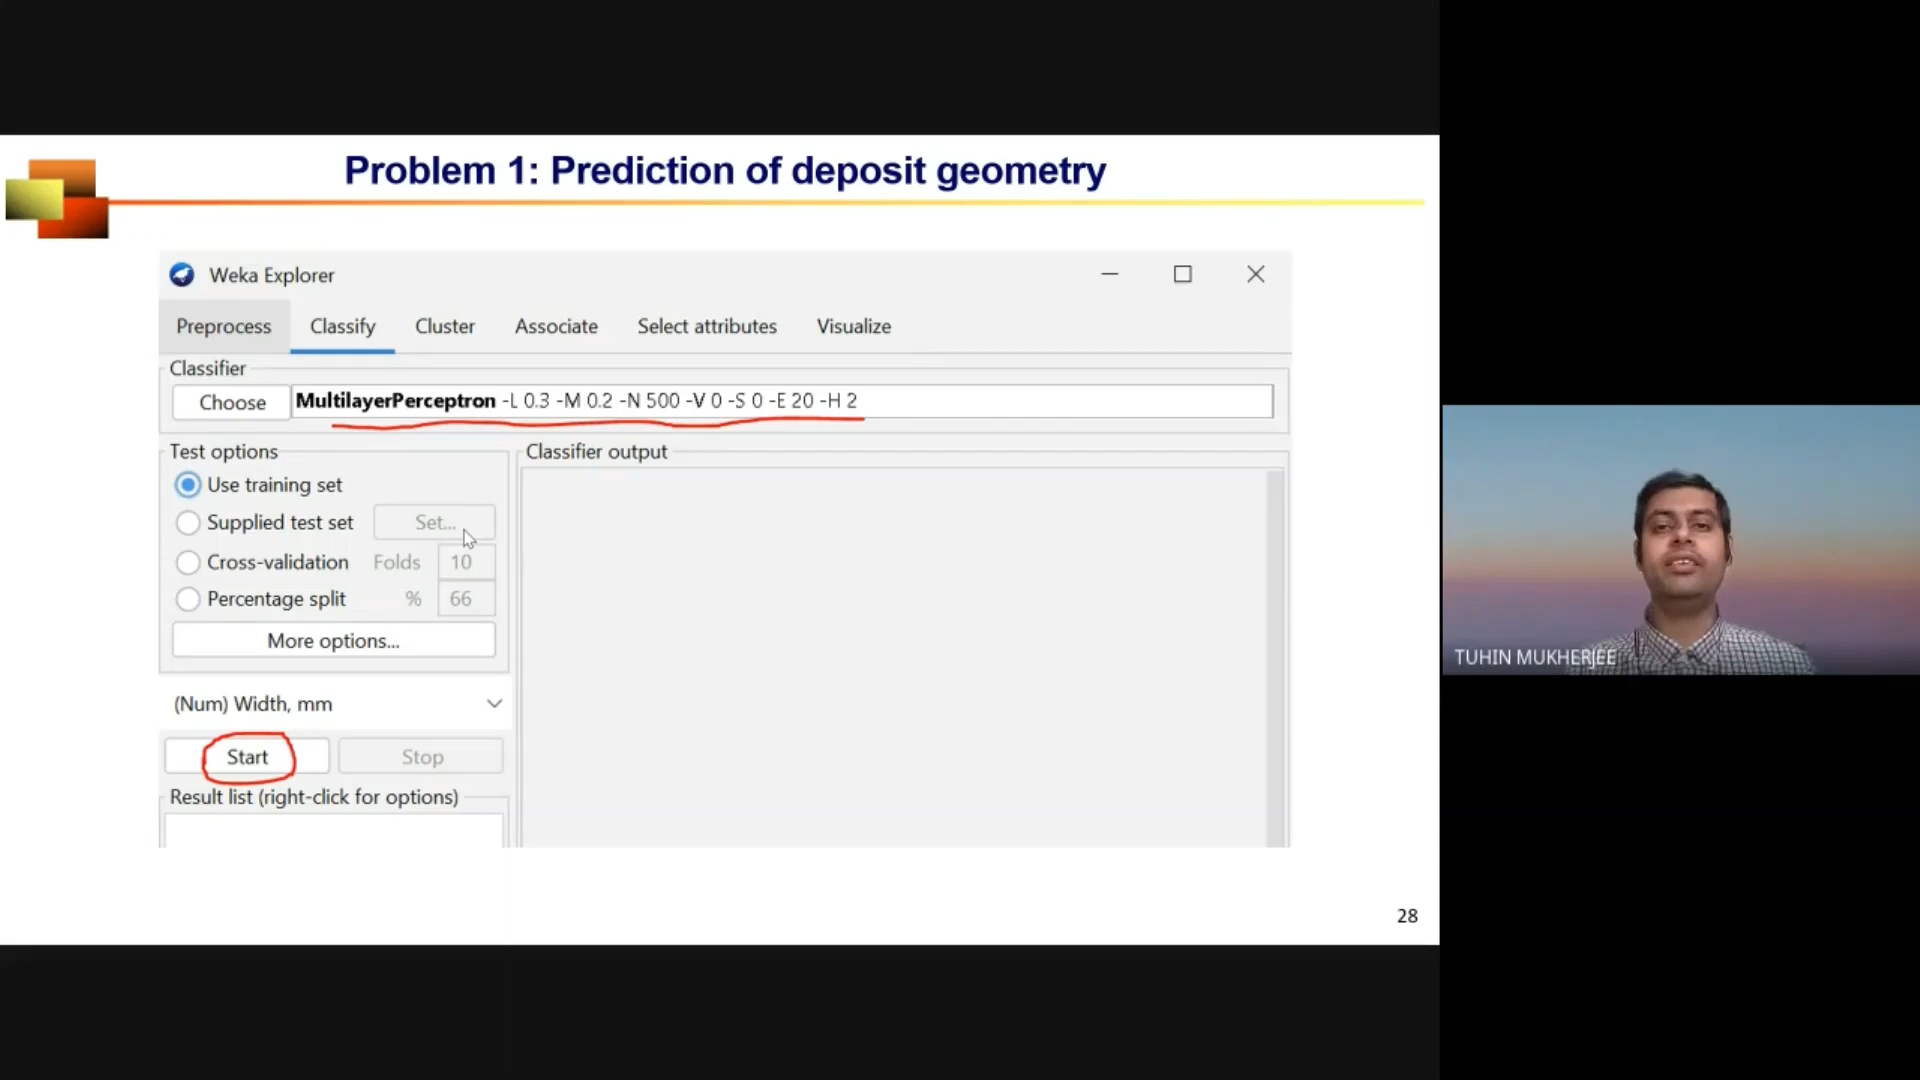 Problem 1: Prediction of deposit geometry
Weka Explorer
Preprocess Classify Cluster Associate Select attributes Visualize
Classifier
Choose MultilayerPerceptron -L 0.3 -M 0.2 -N 500 -V 0 -S 0 -E 20 -H 2
Test options
Use training set
Supplied test set Set...
Cross-validation Folds 10
Percentage split % 66
More options...
(Num) Width, mm
Start Stop
Result list (right-click for options)
Classifier output
28
TUHIN MUKHERJEE